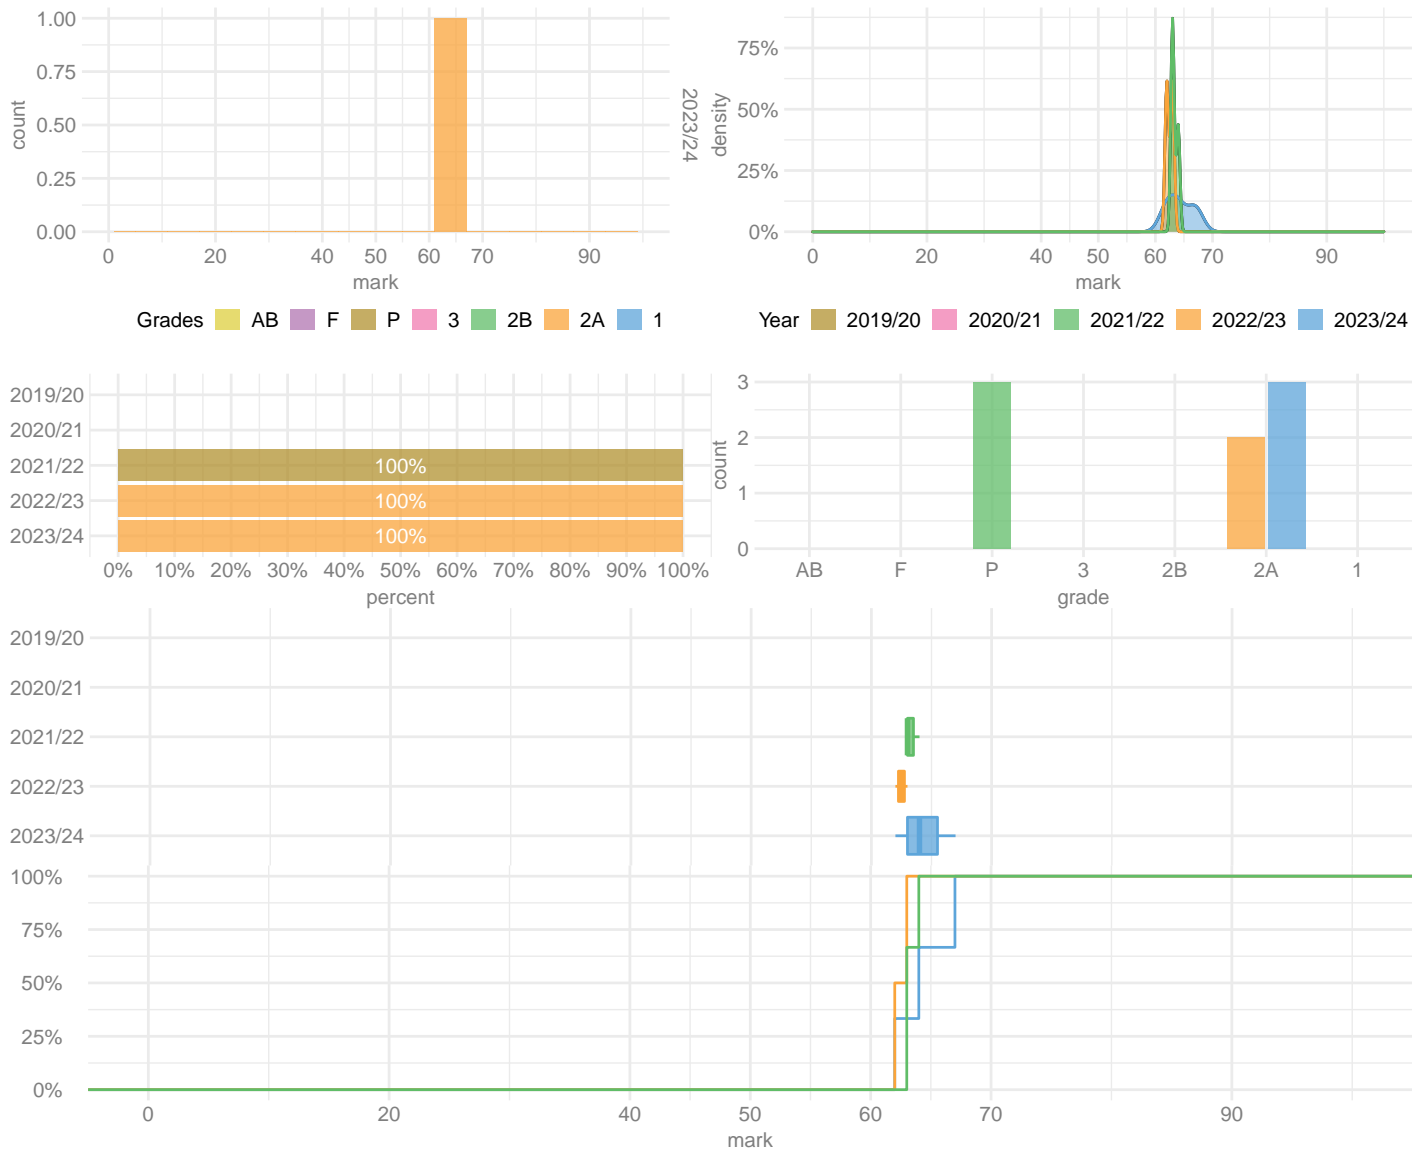 1.00
0.75
0.50
0.25
0.00
count
0 20 40 50 60 70 90
mark
2023/24
75%
50%
25%
0%
density
0 20 40 50 60 70 90
mark
Grades AB F P 3 2B 2A 1
Year 2019/20 2020/21 2021/22 2022/23 2023/24
2019/20
2020/21
2021/22
2022/23
2023/24
100%
100%
100%
0% 10% 20% 30% 40% 50% 60% 70% 80% 90% 100%
percent
3
2
1
0
count
AB F P 3 2B 2A 1
grade
2019/20
2020/21
2021/22
2022/23
2023/24
100%
75%
50%
25%
0%
0 20 40 50 60 70 90
mark